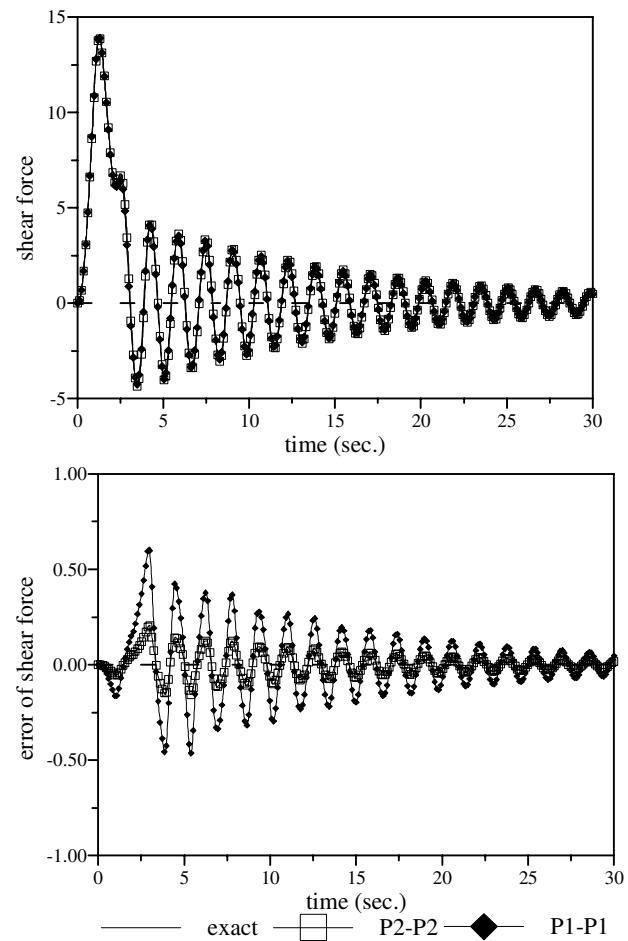 15
10
5
0
-5
shear force
0 5 10 15 20 25 30
time (sec.)
1.00
0.50
0.00
-0.50
-1.00
error of shear force
0 5 10 15 20 25 30
time (sec.)
exact P2-P2 P1-P1